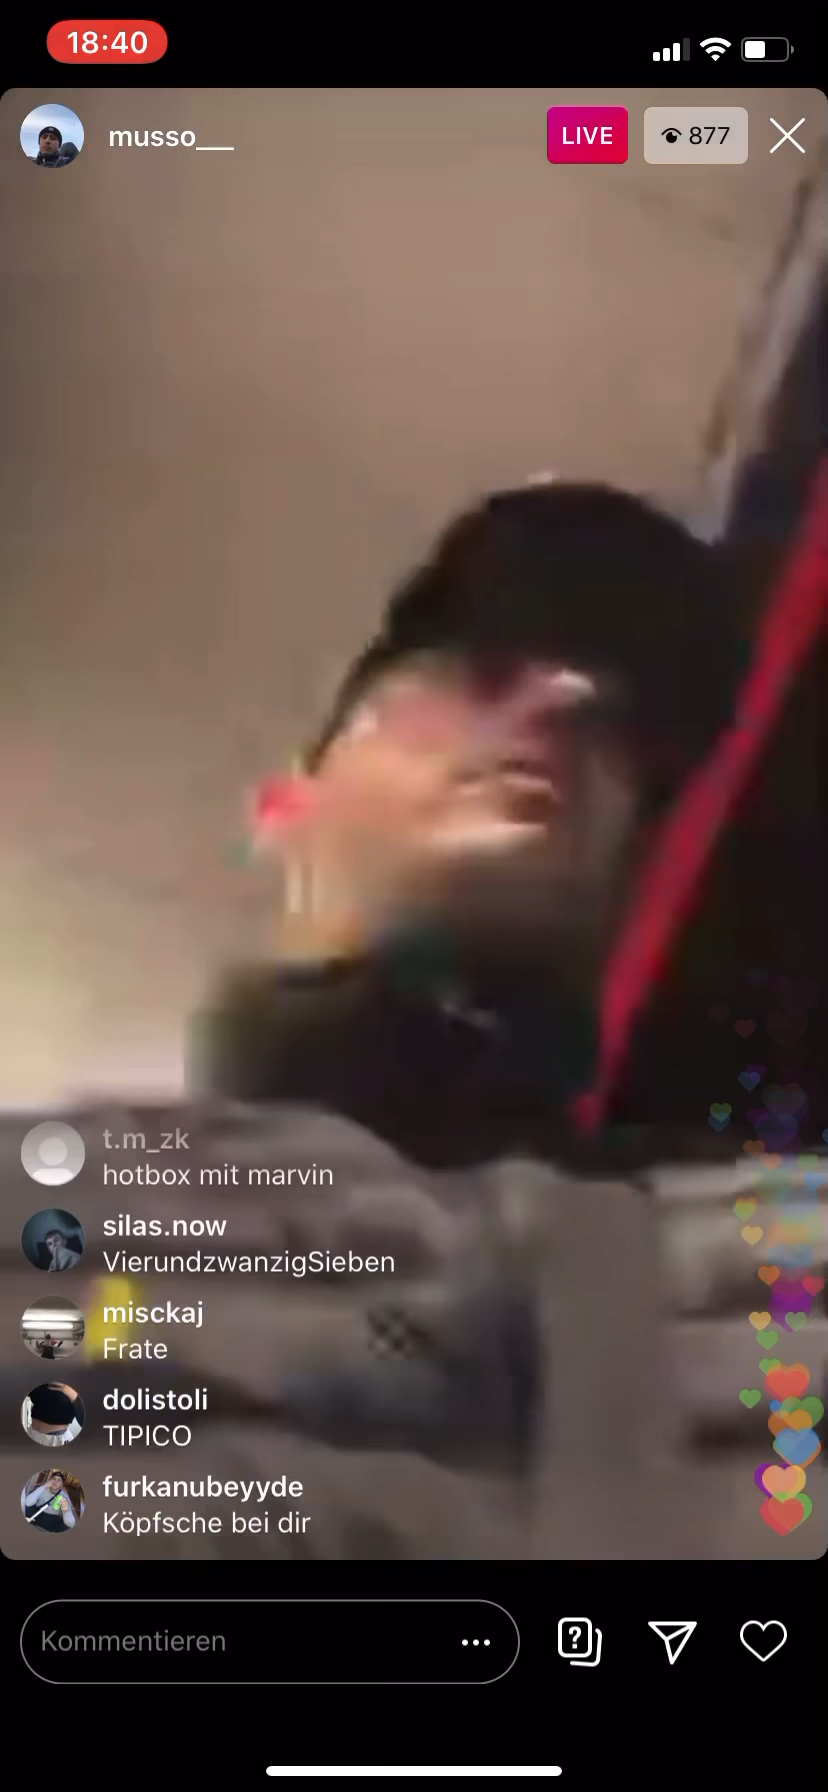 18:40
musso___
LIVE
877
t.m_zk
hotbox mit marvin
silas.now
VierundzwanzigSieben
misckaj
Frate
dolistoli
TIPICO
furkanubeyyde
Köpfsche bei dir
Kommentieren